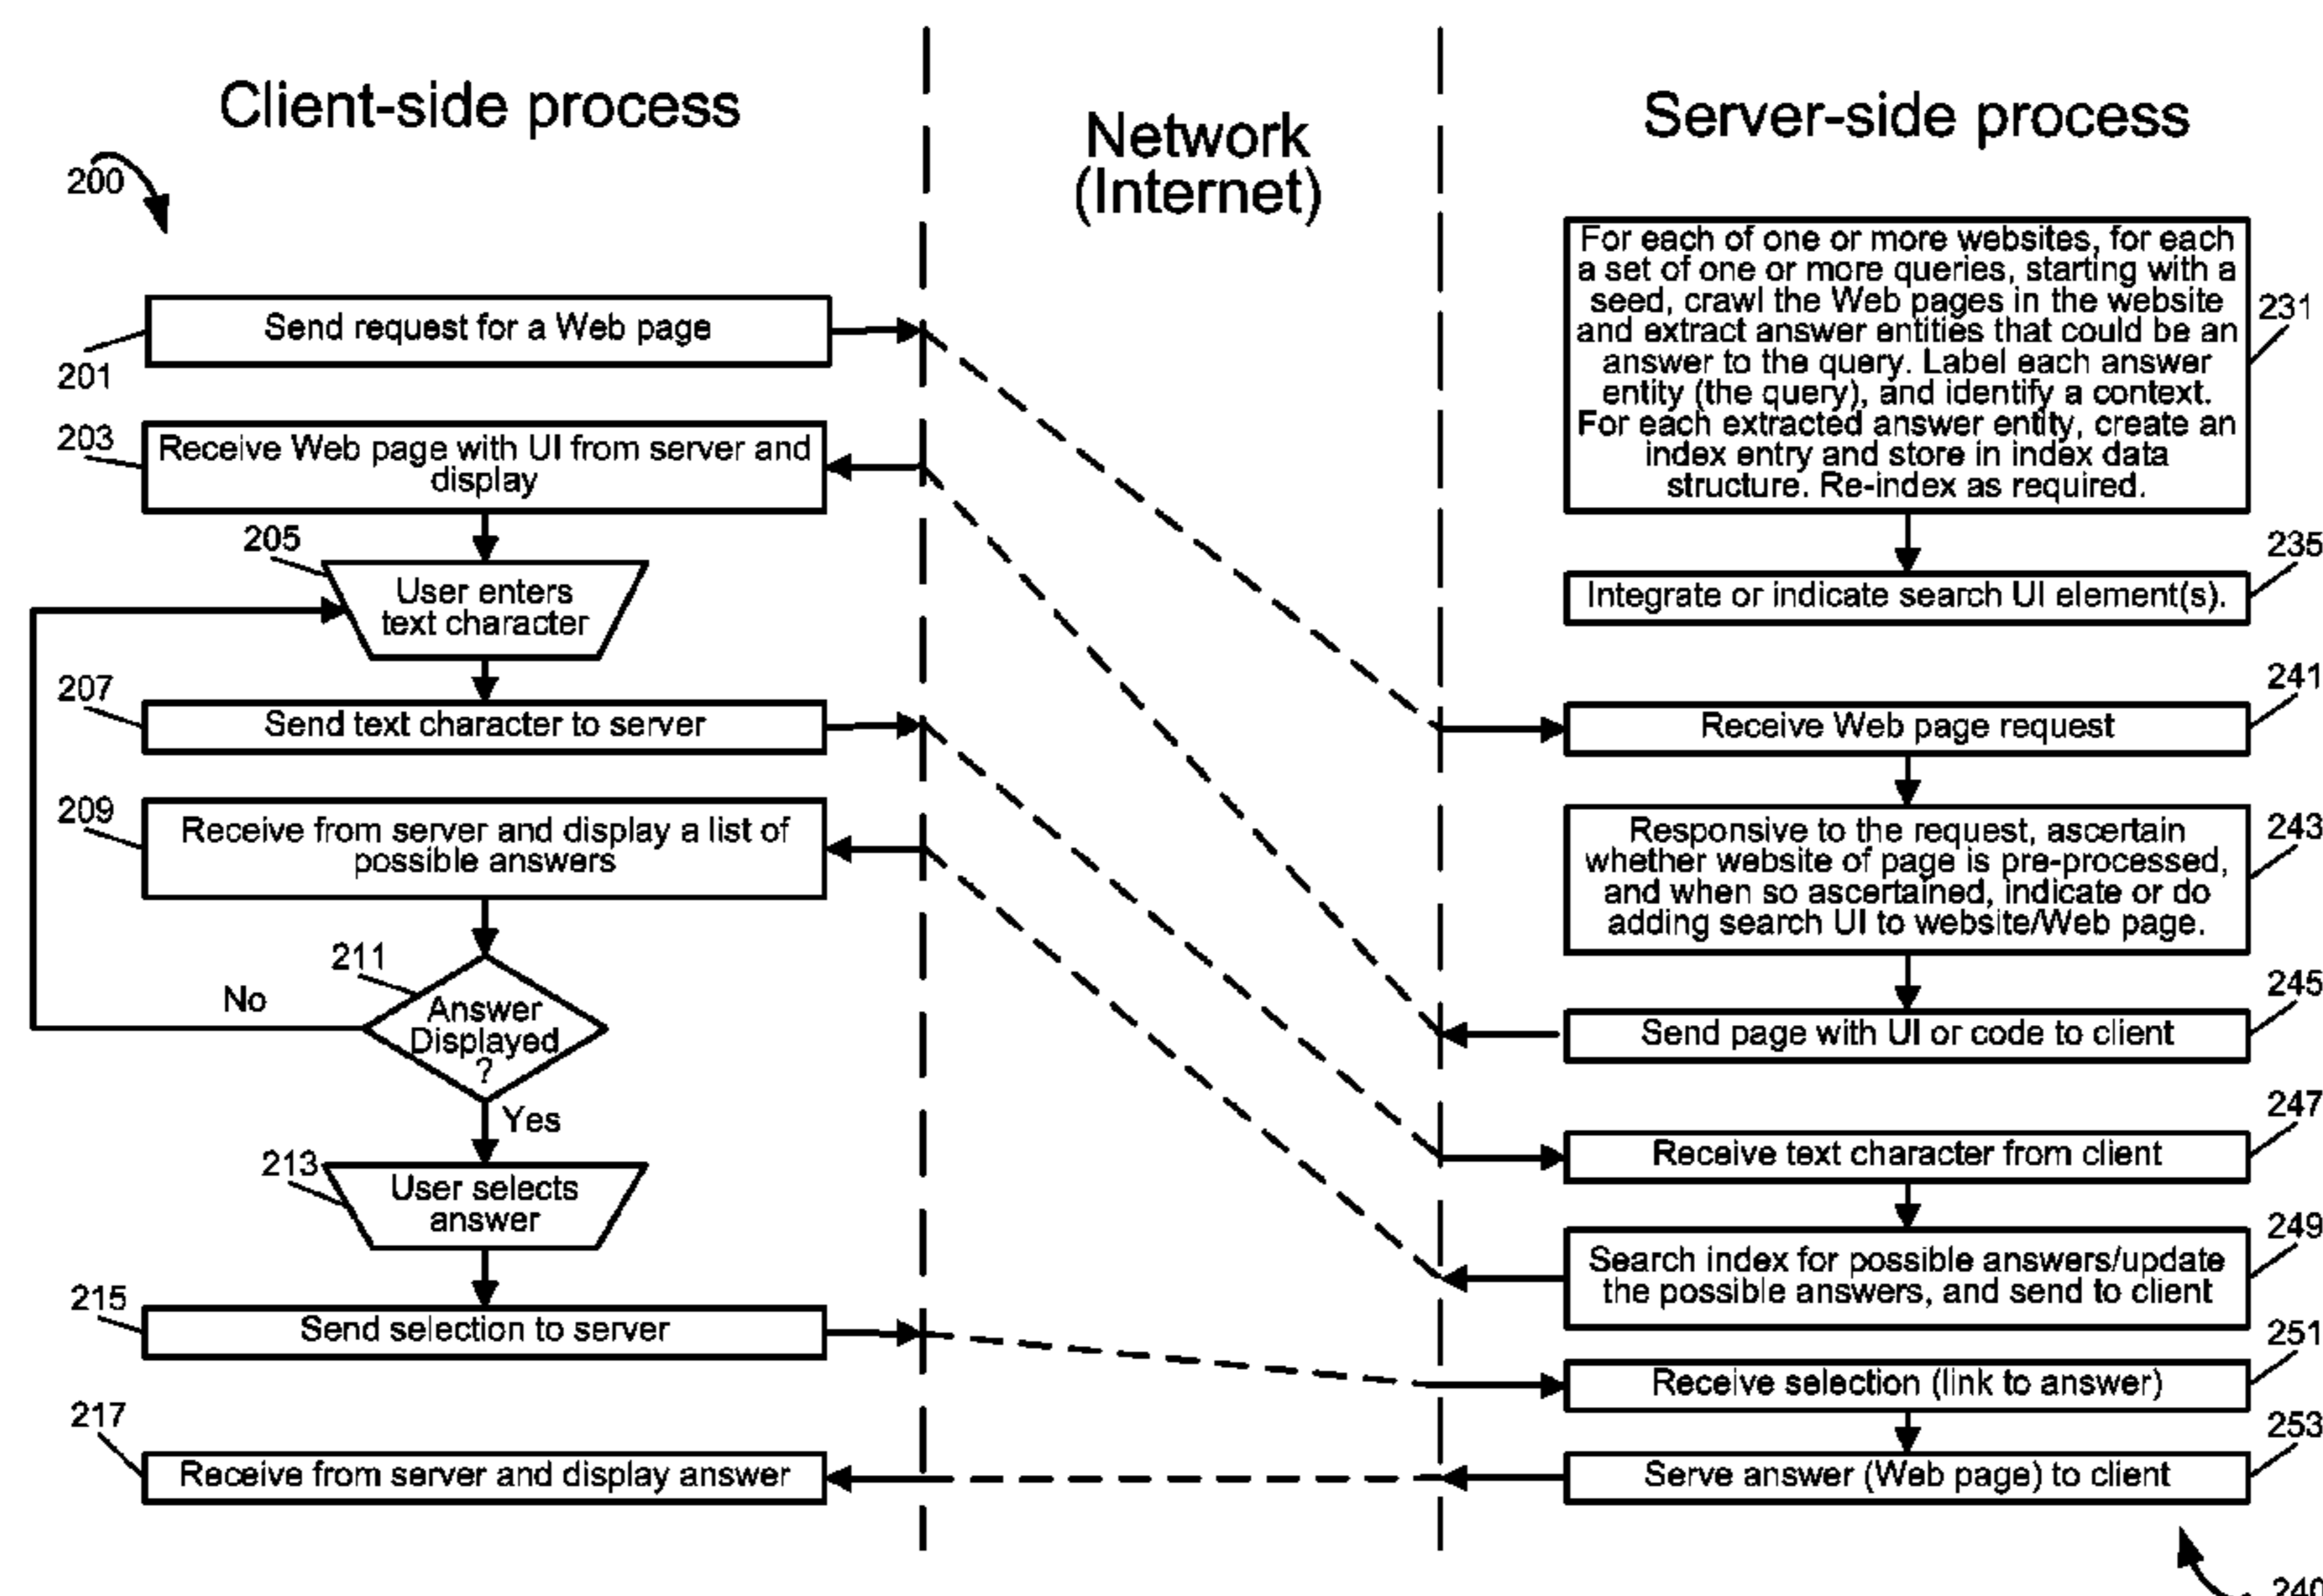 Client-side process
200
Send request for a Web page
201
203
Receive Web page with UI from server and
display
205
User enters
text character
207
Send text character to server
209
Receive from server and display a list of
possible answers
211
No
Answer
Displayed
?
Yes
213
User selects
answer
215
Send selection to server
217
Receive from server and display answer
Network
(Internet)
Server-side process
For each of one or more websites, for each
a set of one or more queries, starting with a
seed, crawl the Web pages in the website
and extract answer entities that could be an
answer to the query. Label each answer
entity (the query), and identify a context.
For each extracted answer entity, create an
index entry and store in index data
structure. Re-index as required.
231
235
Integrate or indicate search UI element(s).
241
Receive Web page request
243
Responsive to the request, ascertain
whether website of page is pre-processed,
and when so ascertained, indicate or do
adding search UI to website/Web page.
245
Send page with UI or code to client
247
Receive text character from client
249
Search index for possible answers/update
the possible answers, and send to client
251
Receive selection (link to answer)
253
Serve answer (Web page) to client
240